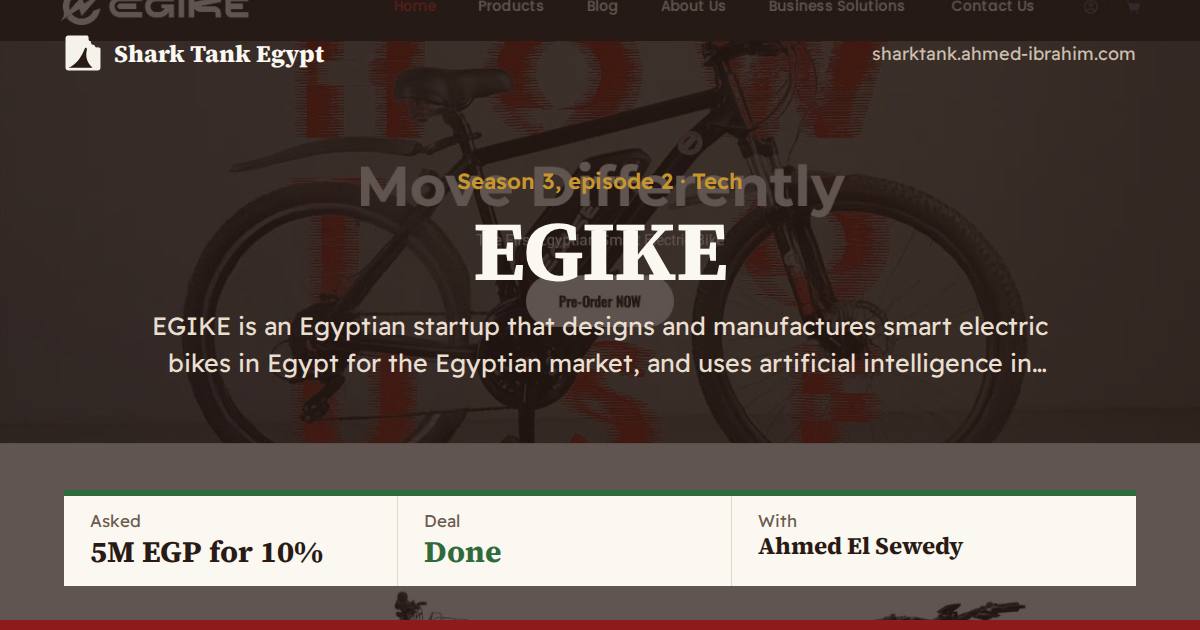 EGIKE
Home Products Blog About Us Business Solutions Contact Us
Shark Tank Egypt
sharktank.ahmed-ibrahim.com
Move Differently
Season 3, episode 2 · Tech
EGIKE
Pre-Order NOW
EGIKE is an Egyptian startup that designs and manufactures smart electric
bikes in Egypt for the Egyptian market, and uses artificial intelligence in...
Asked
5M EGP for 10%
Deal
Done
With
Ahmed El Sewedy